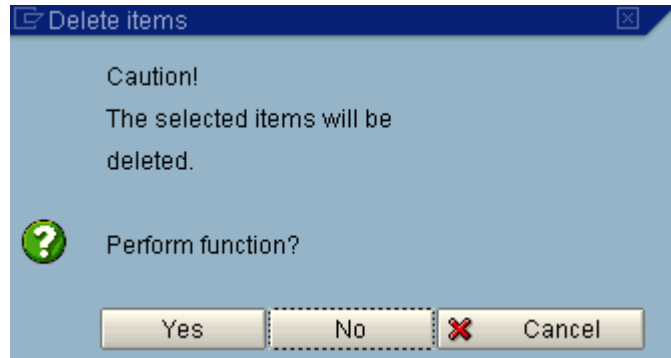 Delete items
Caution!
The selected items will be
deleted.
Perform function?
Yes No Cancel